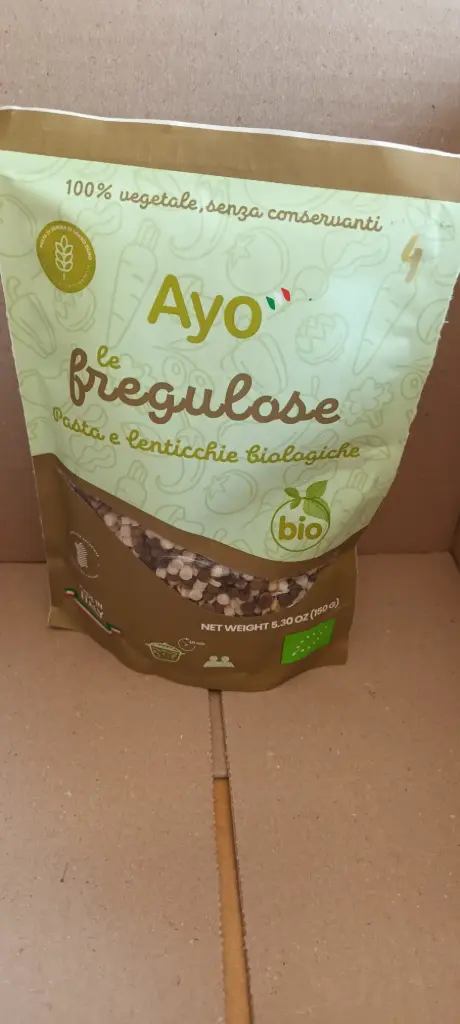 100% vegetale, senza conservanti
Ayo
le
fregulose
Pasta e lenticchie biologiche
bio
NET WEIGHT 5.30 OZ (150 G)